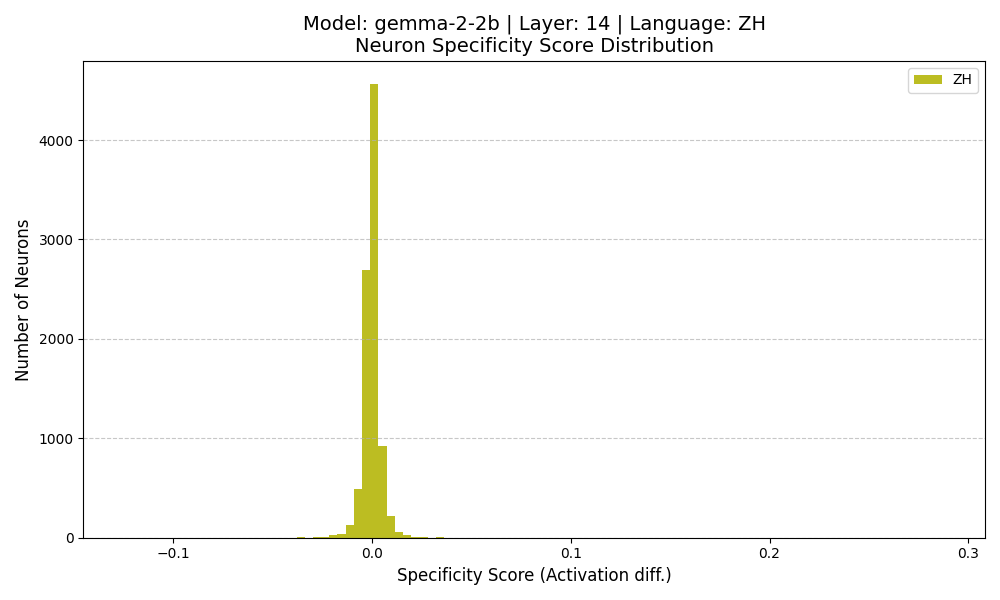 Model: gemma-2-2b | Layer: 14 | Language: ZH
Neuron Specificity Score Distribution
ZH
Number of Neurons
4000
3000
2000
1000
0
−0.1
0.0
0.1
0.2
0.3
Specificity Score (Activation diff.)